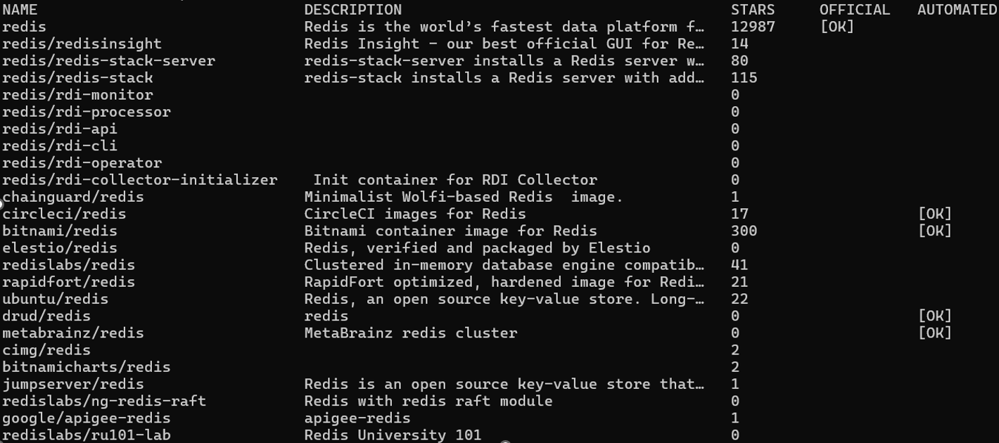 NAME DESCRIPTION STARS OFFICIAL AUTOMATED
redis Redis is the world’s fastest data platform f… 12987 [OK]
redis/redisinsight Redis Insight - our best official GUI for Re… 14
redis/redis-stack-server redis-stack-server installs a Redis server w… 80
redis/redis-stack redis-stack installs a Redis server with add… 115
redis/rdi-monitor 0
redis/rdi-processor 0
redis/rdi-api 0
redis/rdi-cli 0
redis/rdi-operator 0
redis/rdi-collector-initializer Init container for RDI Collector 0
chainguard/redis Minimalist Wolfi-based Redis  image. 1
circleci/redis CircleCI images for Redis 17 [OK]
bitnami/redis Bitnami container image for Redis 300 [OK]
elestio/redis Redis, verified and packaged by Elestio 0
redislabs/redis Clustered in-memory database engine compatib… 41
rapidfort/redis RapidFort optimized, hardened image for Redi… 21
ubuntu/redis Redis, an open source key-value store. Long-… 22
drud/redis redis 0 [OK]
metabrainz/redis MetaBrainz redis cluster 0 [OK]
cimg/redis 2
bitnamicharts/redis 2
jumpserver/redis Redis is an open source key-value store that… 1
redislabs/ng-redis-raft Redis with redis raft module 0
google/apigee-redis apigee-redis 1
redislabs/ru101-lab Redis University 101 0